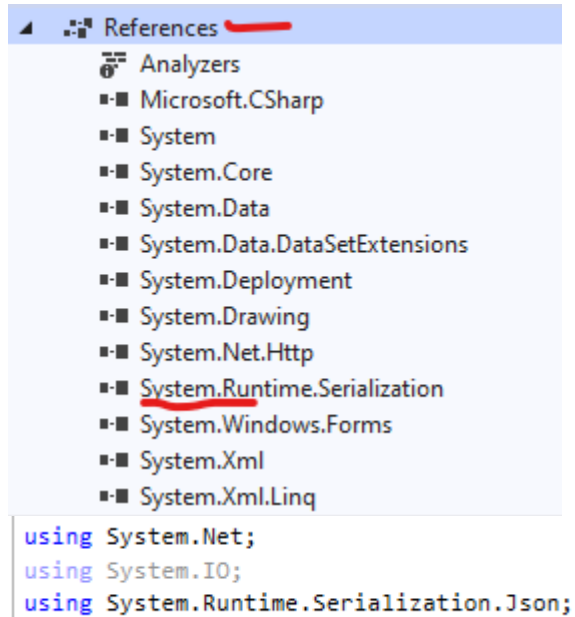 References
Analyzers
Microsoft.CSharp
System
System.Core
System.Data
System.Data.DataSetExtensions
System.Deployment
System.Drawing
System.Net.Http
System.Runtime.Serialization
System.Windows.Forms
System.Xml
System.Xml.Linq
using System.Net;
using System.IO;
using System.Runtime.Serialization.Json;